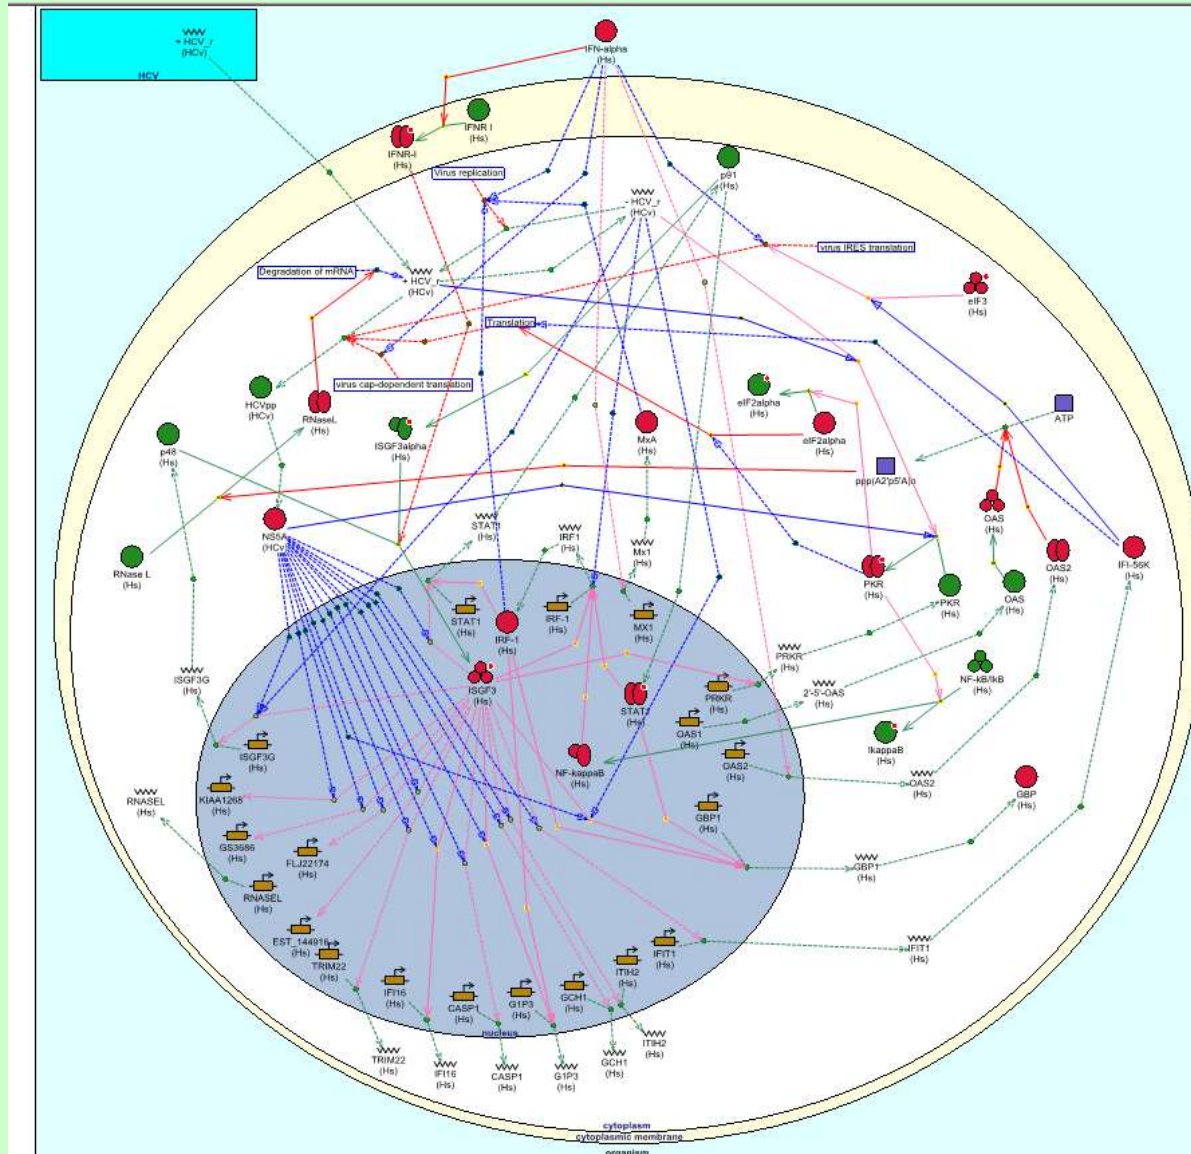 + HCV_r
(HCv)
HCV
IFN-alpha
(Hs)
IFNR I
(Hs)
IFNR-I
(Hs)
p91
(Hs)
Virus replication
- HCV_r
(HCv)
virus IRES translation
Degradation of mRNA
+ HCV_r
(HCv)
eIF3
(Hs)
Translation
virus cap-dependent translation
HCVpp
(HCv)
RNaseL
(Hs)
eIF2alpha
(Hs)
eIF2alpha
(Hs)
ATP
p48
(Hs)
ISGF3alpha
(Hs)
MxA
(Hs)
ppp(A2'p5'A)n
NS5A
(HCv)
STAT1
(Hs)
IRF1
(Hs)
Mx1
(Hs)
OAS
(Hs)
RNase L
(Hs)
OAS2
(Hs)
IFI-56K
(Hs)
PKR
(Hs)
PKR
(Hs)
OAS
(Hs)
STAT1
(Hs)
IRF-1
(Hs)
IRF-1
(Hs)
MX1
(Hs)
PRKR
(Hs)
NF-kB/IkB
(Hs)
ISGF3G
(Hs)
ISGF3
(Hs)
STAT1
(Hs)
PRKR
(Hs)
2'-5'-OAS
(Hs)
OAS1
(Hs)
IkappaB
(Hs)
ISGF3G
(Hs)
NF-kappaB
(Hs)
OAS2
(Hs)
OAS2
(Hs)
GBP
(Hs)
KIAA1268
(Hs)
RNASEL
(Hs)
GBP1
(Hs)
GS3686
(Hs)
FLJ22174
(Hs)
GBP1
(Hs)
RNASEL
(Hs)
EST_144916
(Hs)
TRIM22
(Hs)
IFIT1
(Hs)
IFIT1
(Hs)
ITIH2
(Hs)
IFI16
(Hs)
CASP1
(Hs)
G1P3
(Hs)
GCH1
(Hs)
nucleus
ITIH2
(Hs)
TRIM22
(Hs)
IFI16
(Hs)
CASP1
(Hs)
G1P3
(Hs)
GCH1
(Hs)
cytoplasm
cytoplasmic membrane
organism